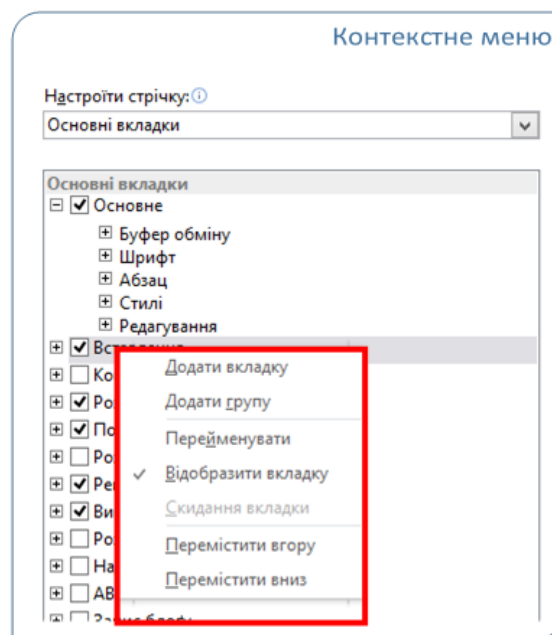 Контекстне меню
Настроїти стрічку:
Основні вкладки
Основні вкладки
Основне
Буфер обміну
Шрифт
Абзац
Стилі
Редагування
Додати вкладку
Додати групу
Перейменувати
Відобразити вкладку
Скидання вкладки
Перемістити вгору
Перемістити вниз